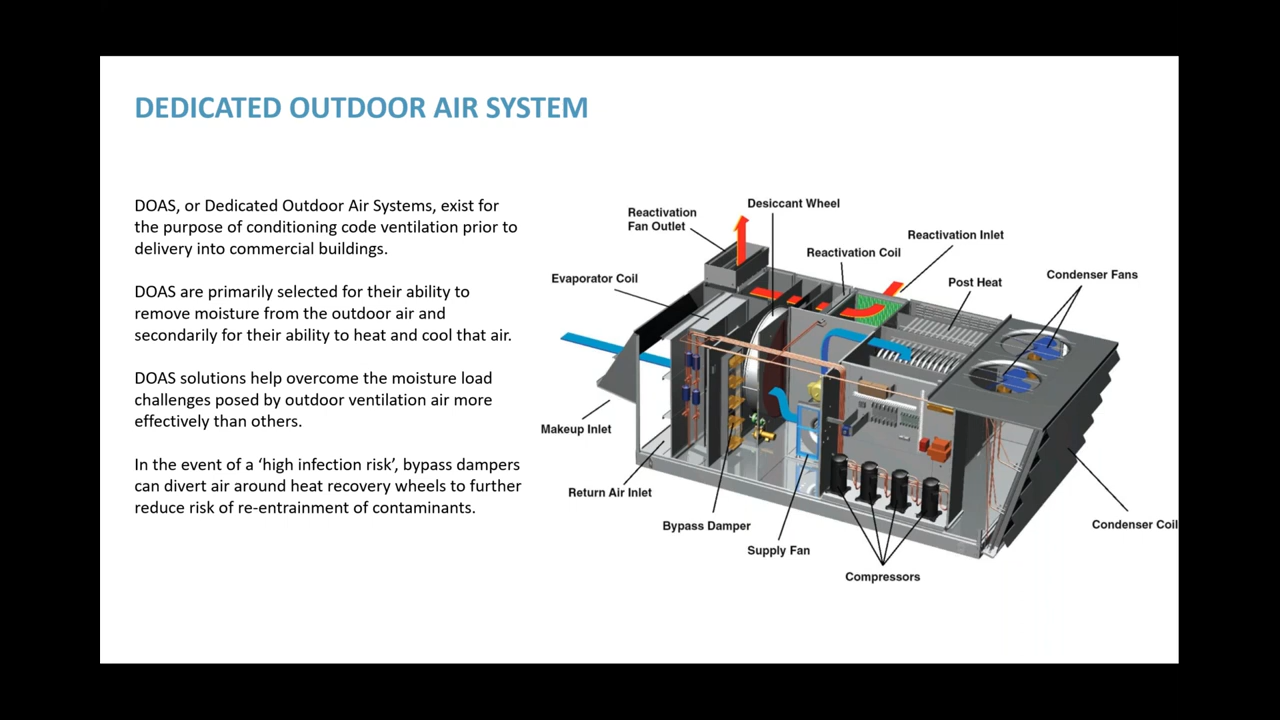 DEDICATED OUTDOOR AIR SYSTEM
DOAS, or Dedicated Outdoor Air Systems, exist for
the purpose of conditioning code ventilation prior to
delivery into commercial buildings.
DOAS are primarily selected for their ability to
remove moisture from the outdoor air and
secondarily for their ability to heat and cool that air.
DOAS solutions help overcome the moisture load
challenges posed by outdoor ventilation air more
effectively than others.
In the event of a ‘high infection risk’, bypass dampers
can divert air around heat recovery wheels to further
reduce risk of re-entrainment of contaminants.
Desiccant Wheel
Reactivation
Fan Outlet
Reactivation Inlet
Reactivation Coil
Condenser Fans
Evaporator Coil
Post Heat
Makeup Inlet
Return Air Inlet
Bypass Damper
Condenser Coil
Supply Fan
Compressors